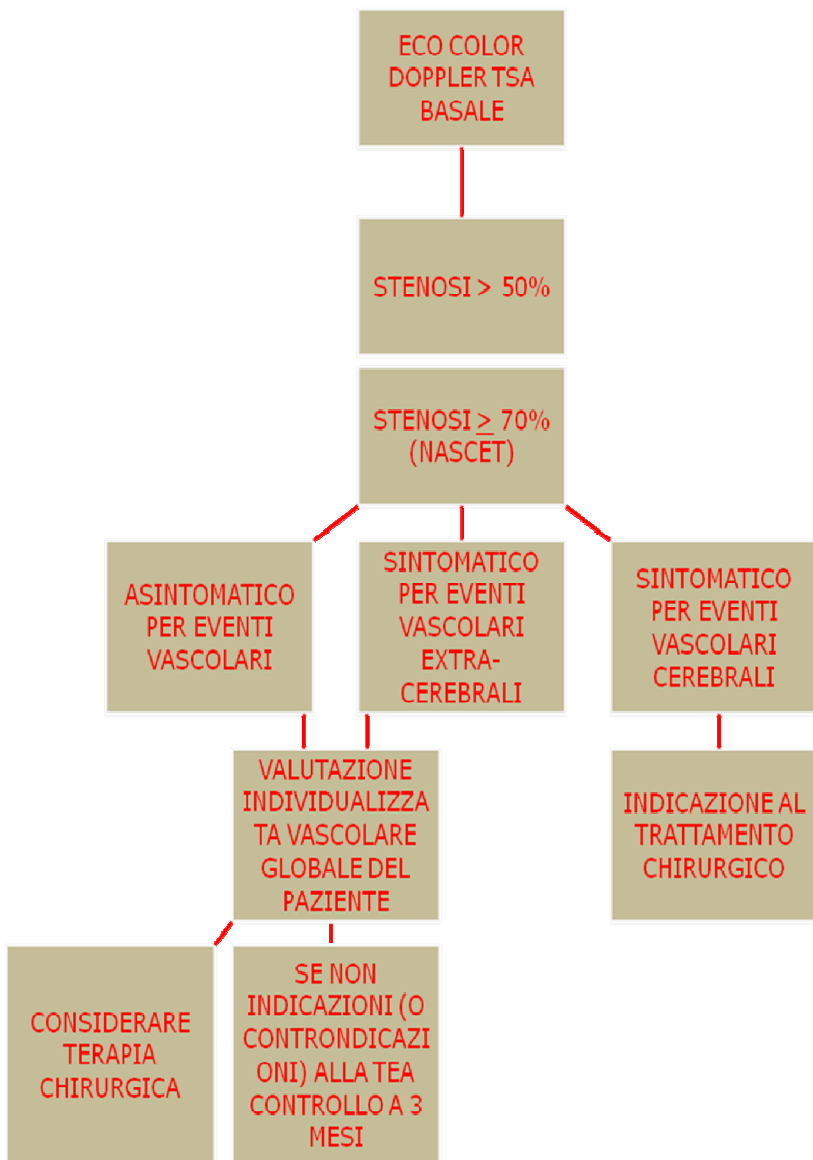 ECO COLOR
DOPPLER TSA
BASALE
STENOSI > 50%
STENOSI ≥ 70%
(NASCET)
ASINTOMATICO
PER EVENTI
VASCOLARI
SINTOMATICO
PER EVENTI
VASCOLARI
EXTRA-
CEREBRALI
SINTOMATICO
PER EVENTI
VASCOLARI
CEREBRALI
VALUTAZIONE
INDIVIDUALIZZA
TA VASCOLARE
GLOBALE DEL
PAZIENTE
INDICAZIONE AL
TRATTAMENTO
CHIRURGICO
CONSIDERARE
TERAPIA
CHIRURGICA
SE NON
INDICAZIONI (O
CONTRONDICAZI
ONI) ALLA TEA
CONTROLLO A 3
MESI